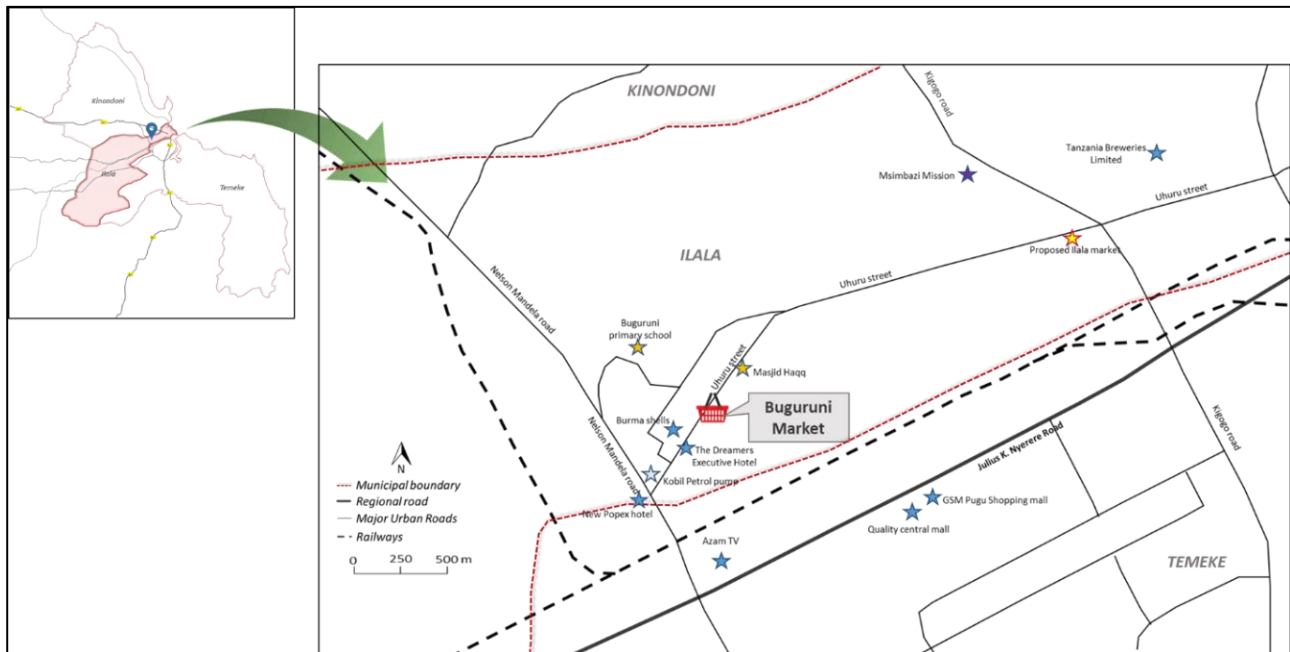 Kinondoni
Ilala
Temeke
KINONDONI
Kigogo road
Tanzania Breweries
Limited
Msimbazi Mission
Uhuru street
Proposed Ilala market
ILALA
Uhuru street
Nelson Mandela road
Buguruni
primary school
Uhuru street
Masjid Haqq
Buguruni
Market
Burma shells
The Dreamers
Executive Hotel
Nelson Mandela road
Kobil Petrol pump
New Popex hotel
Azam TV
Julius K. Nyerere Road
Kigogo road
GSM Pugu Shopping mall
Quality central mall
TEMEKE
N
Municipal boundary
Regional road
Major Urban Roads
Railways
0 250 500 m